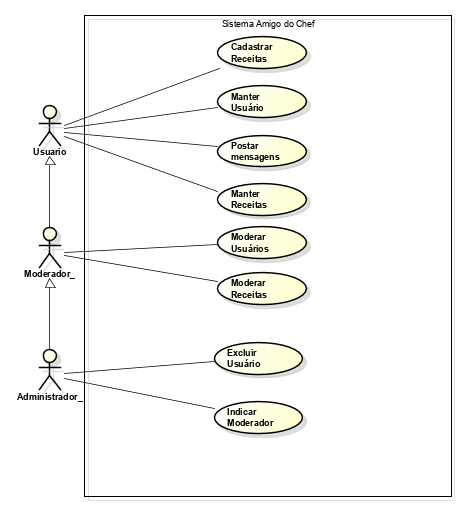 Sistema Amigo do Chef
Cadastrar
Receitas
Manter
Usuário
Postar
mensagens
Usuario
Manter
Receitas
Moderar
Usuários
Moderador_
Moderar
Receitas
Excluir
Usuário
Administrador_
Indicar
Moderador